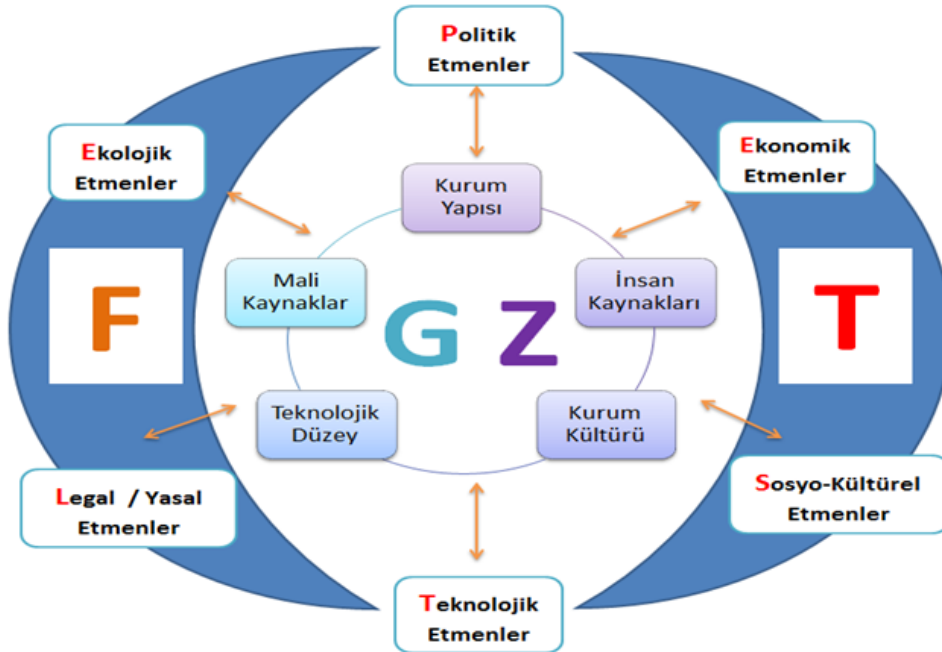 Politik
Etmenler
Ekolojik
Etmenler
Ekonomik
Etmenler
Kurum
Yapısı
Mali
Kaynaklar
İnsan
Kaynakları
F
G Z
T
Teknolojik
Düzey
Kurum
Kültürü
Legal / Yasal
Etmenler
Sosyo-Kültürel
Etmenler
Teknolojik
Etmenler